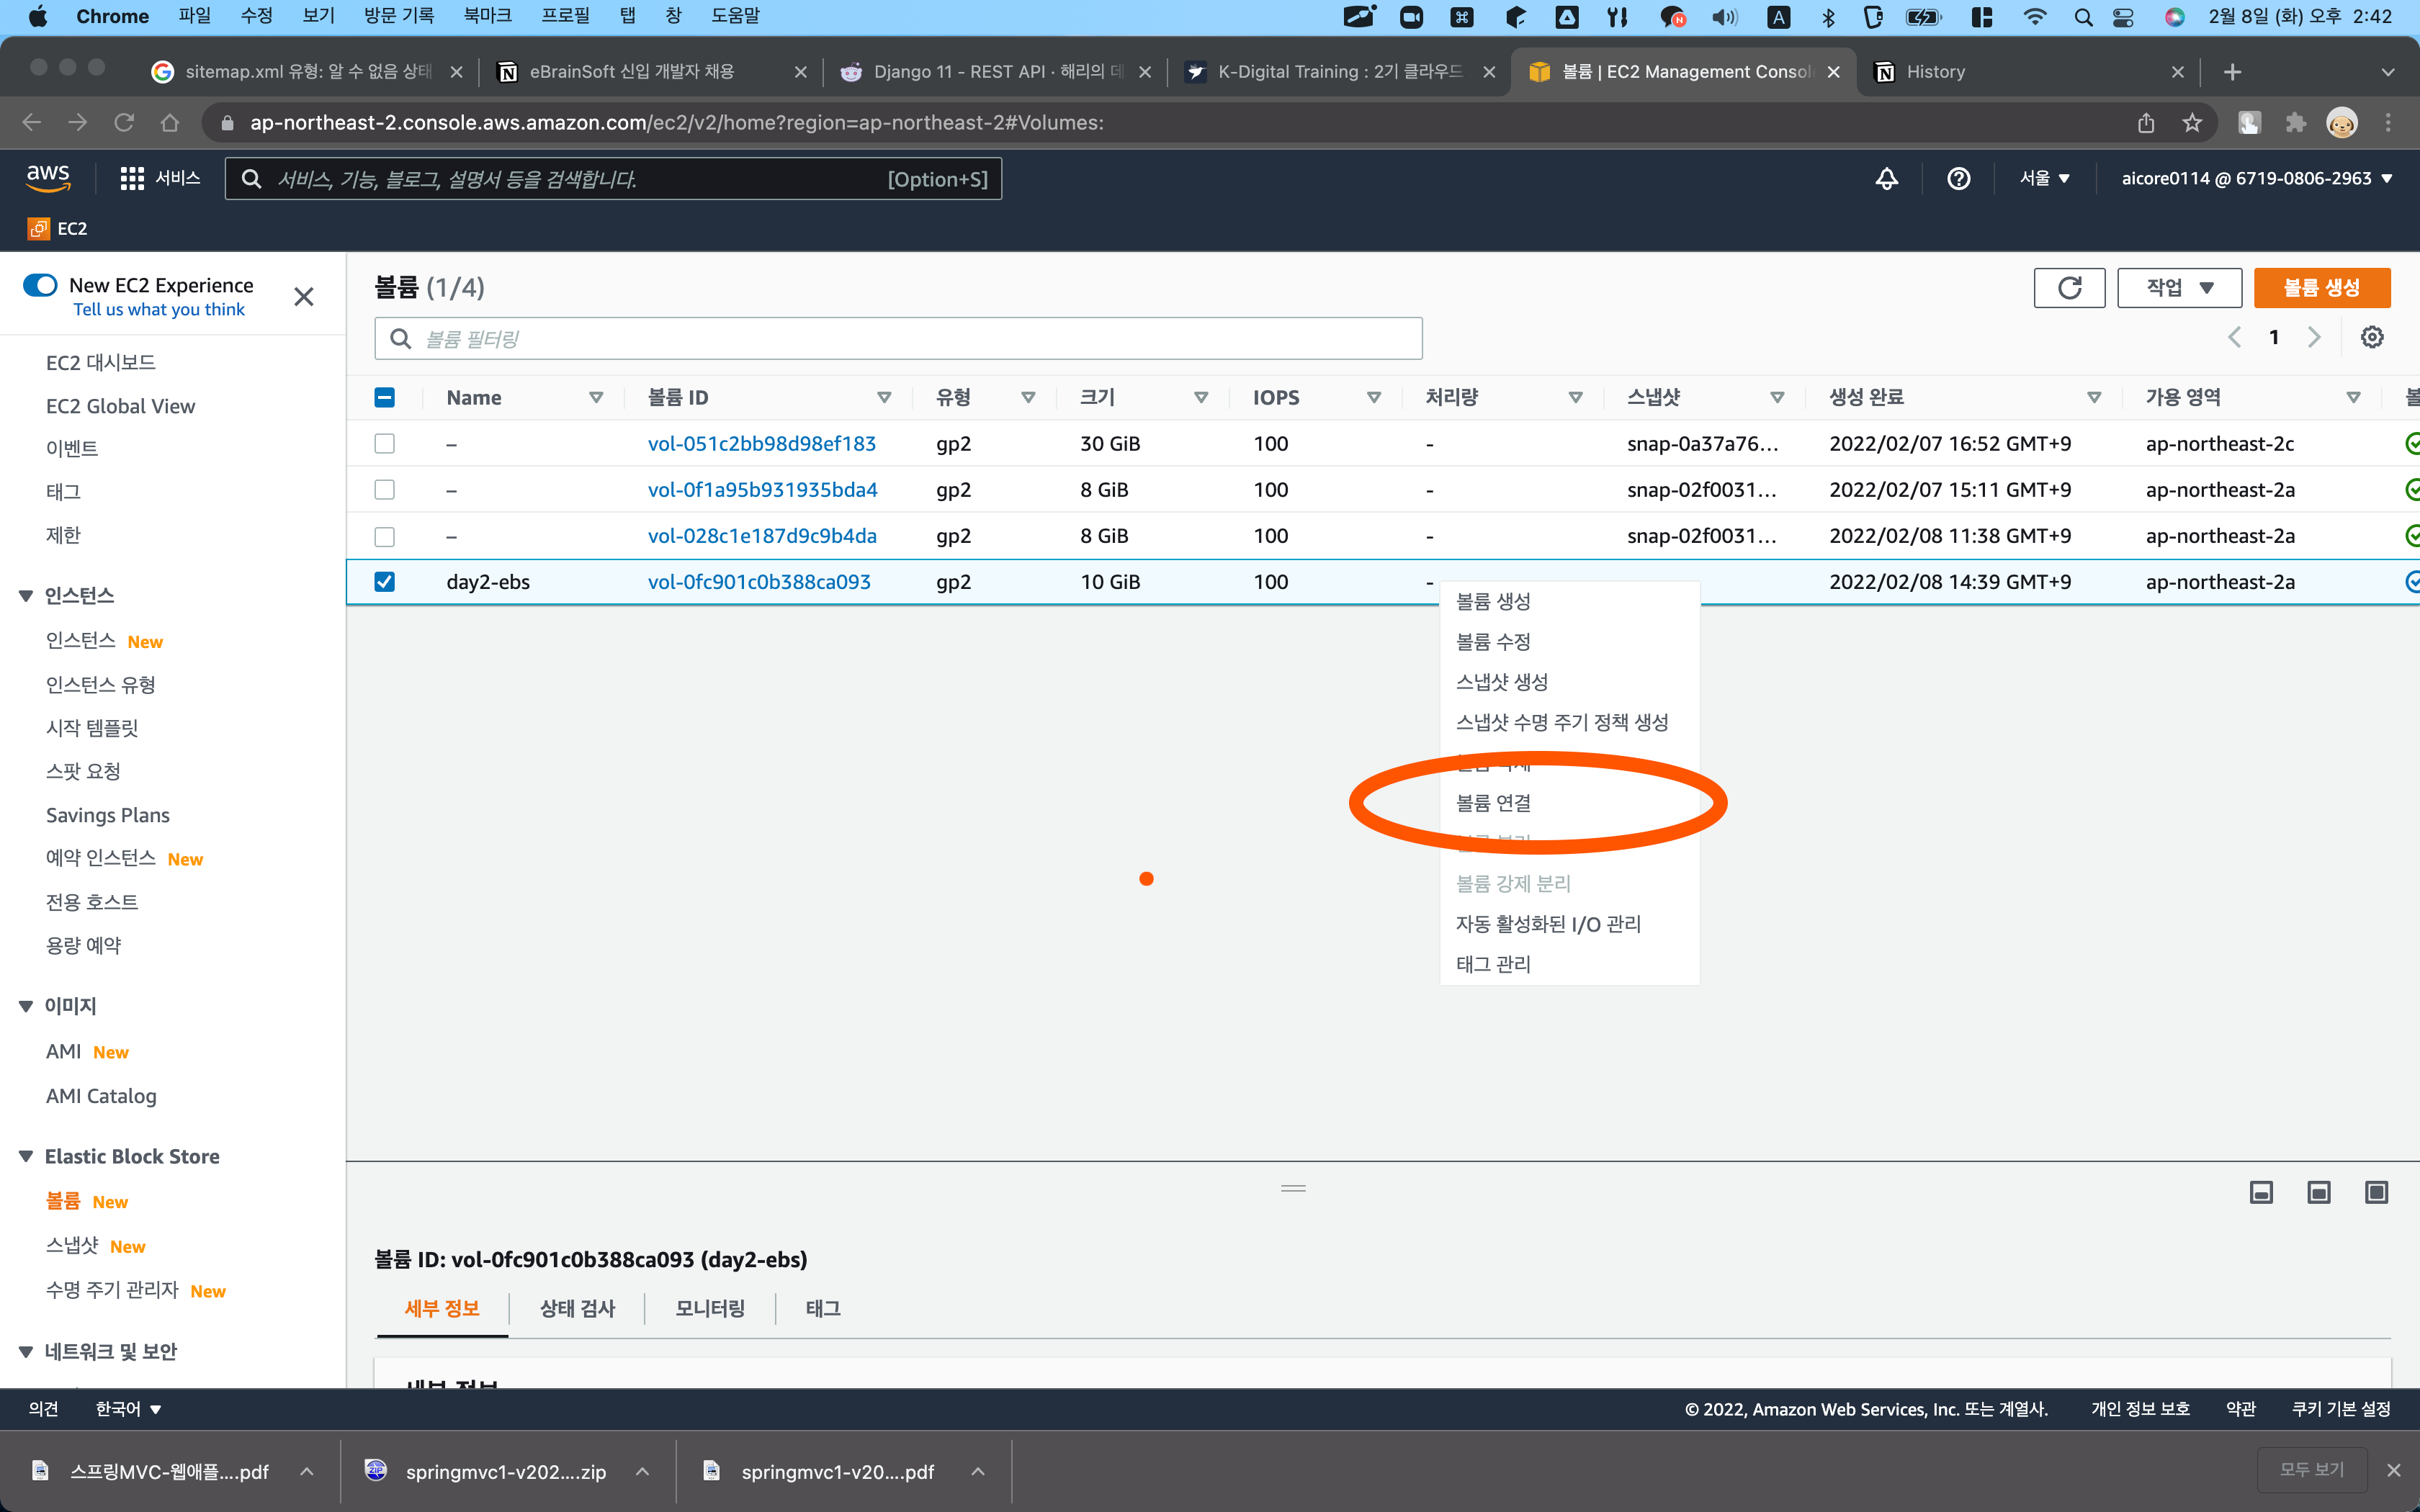 Chrome 파일 수정 보기 방문 기록 북마크 프로필 탭 창 도움말 A 2월 8일 (화) 오후 2:42
sitemap.xml 유형: 알 수 없음 상태 eBrainSoft 신입 개발자 채용 Django 11 - REST API · 해리의 데 K-Digital Training : 2기 클라우드 볼륨 | EC2 Management Consol History
ap-northeast-2.console.aws.amazon.com/ec2/v2/home?region=ap-northeast-2#Volumes:
aws 서비스 서비스, 기능, 블로그, 설명서 등을 검색합니다. [Option+S] 서울 aicore0114 @ 6719-0806-2963
EC2
New EC2 Experience
Tell us what you think
EC2 대시보드
EC2 Global View
이벤트
태그
제한
인스턴스
인스턴스 New
인스턴스 유형
시작 템플릿
스팟 요청
Savings Plans
예약 인스턴스 New
전용 호스트
용량 예약
이미지
AMI New
AMI Catalog
Elastic Block Store
볼륨 New
스냅샷 New
수명 주기 관리자 New
네트워크 및 보안
볼륨 (1/4) 작업 볼륨 생성
볼륨 필터링 1
Name 볼륨 ID 유형 크기 IOPS 처리량 스냅샷 생성 완료 가용 영역
– vol-051c2bb98d98ef183 gp2 30 GiB 100 - snap-0a37a76... 2022/02/07 16:52 GMT+9 ap-northeast-2c
– vol-0f1a95b931935bda4 gp2 8 GiB 100 - snap-02f0031... 2022/02/07 15:11 GMT+9 ap-northeast-2a
– vol-028c1e187d9c9b4da gp2 8 GiB 100 - snap-02f0031... 2022/02/08 11:38 GMT+9 ap-northeast-2a
day2-ebs vol-0fc901c0b388ca093 gp2 10 GiB 100 - 2022/02/08 14:39 GMT+9 ap-northeast-2a
볼륨 생성
볼륨 수정
스냅샷 생성
스냅샷 수명 주기 정책 생성
볼륨 연결
볼륨 강제 분리
자동 활성화된 I/O 관리
태그 관리
볼륨 ID: vol-0fc901c0b388ca093 (day2-ebs)
세부 정보 상태 검사 모니터링 태그
세부 정보
의견 한국어 © 2022, Amazon Web Services, Inc. 또는 계열사. 개인 정보 보호 약관 쿠키 기본 설정
스프링MVC-웹애플....pdf springmvc1-v202....zip springmvc1-v20....pdf 모두 보기